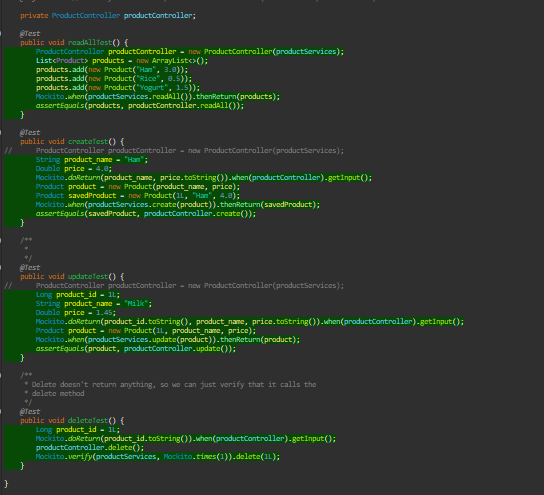 private ProductController productController;
@Test
public void readAllTest() {
ProductController productController = new ProductController(productServices);
List<Product> products = new ArrayList<>();
products.add(new Product("Ham", 3.0));
products.add(new Product("Rice", 0.5));
products.add(new Product("Yogurt", 1.5));
Mockito.when(productServices.readAll()).thenReturn(products);
assertEquals(products, productController.readAll());
}
@Test
public void createTest() {
// ProductController productController = new ProductController(productServices);
String product_name = "Ham";
Double price = 4.0;
Mockito.doReturn(product_name, price.toString()).when(productController).getInput();
Product product = new Product(product_name, price);
Product savedProduct = new Product(1L, "Ham", 4.0);
Mockito.when(productServices.create(product)).thenReturn(savedProduct);
assertEquals(savedProduct, productController.create());
}
/**
*
*/
@Test
public void updateTest() {
// ProductController productController = new ProductController(productServices);
Long product_id = 1L;
String product_name = "Milk";
Double price = 1.45;
Mockito.doReturn(product_id.toString(), product_name, price.toString()).when(productController).getInput();
Product product = new Product(1L, product_name, price);
Mockito.when(productServices.update(product)).thenReturn(product);
assertEquals(product, productController.update());
}
/**
* Delete doesn't return anything, so we can just verify that it calls the
* delete method
*/
@Test
public void deleteTest() {
Long product_id = 1L;
Mockito.doReturn(product_id.toString()).when(productController).getInput();
productController.delete();
Mockito.verify(productServices, Mockito.times(1)).delete(1L);
}
}